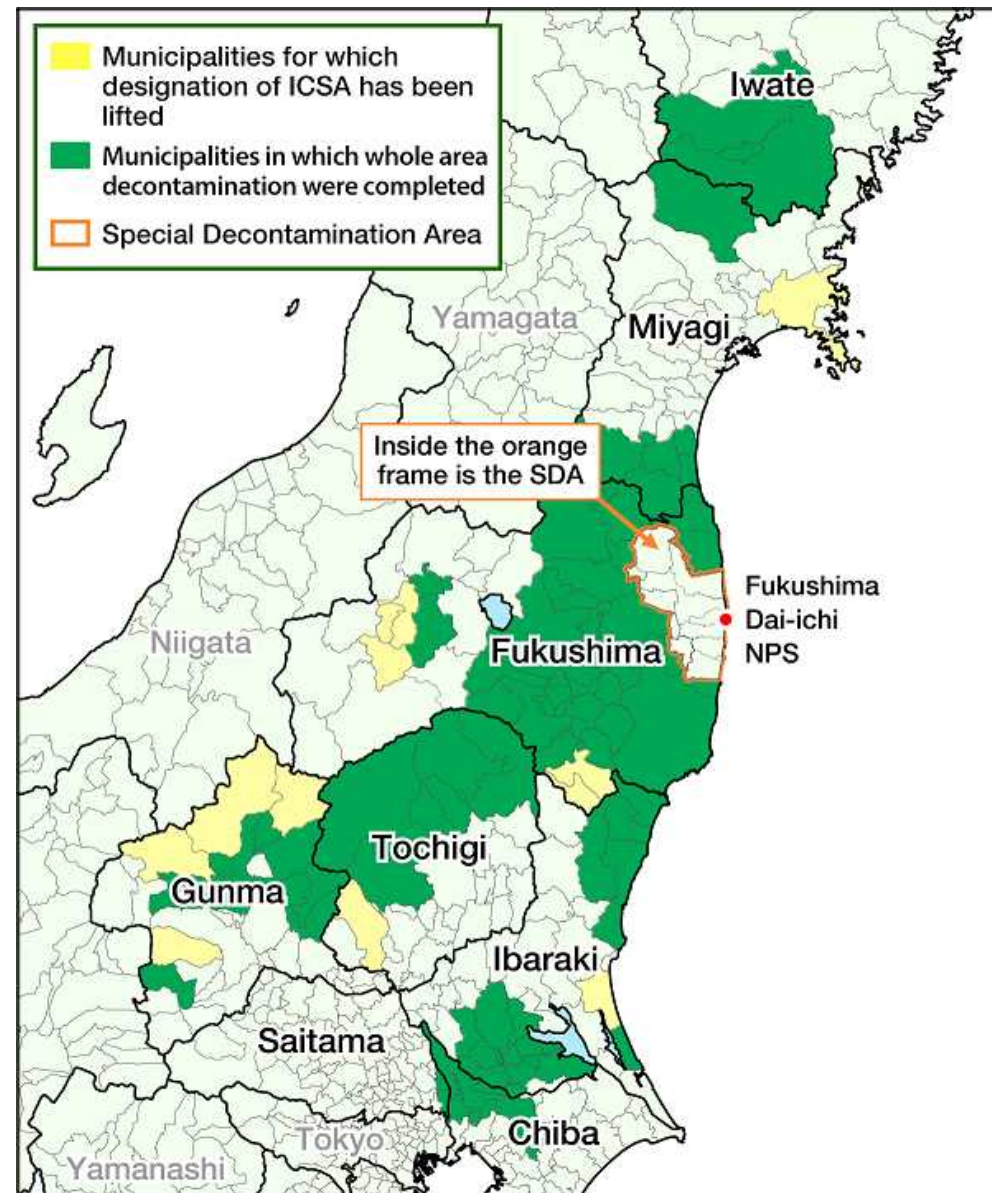 Municipalities for which
designation of ICSA has been
lifted
Municipalities in which whole area
decontamination were completed
Special Decontamination Area
Iwate
Yamagata
Miyagi
Inside the orange
frame is the SDA
Fukushima
Dai-ichi
NPS
Niigata
Fukushima
Tochigi
Gunma
Ibaraki
Saitama
Chiba
Tokyo
Yamanashi